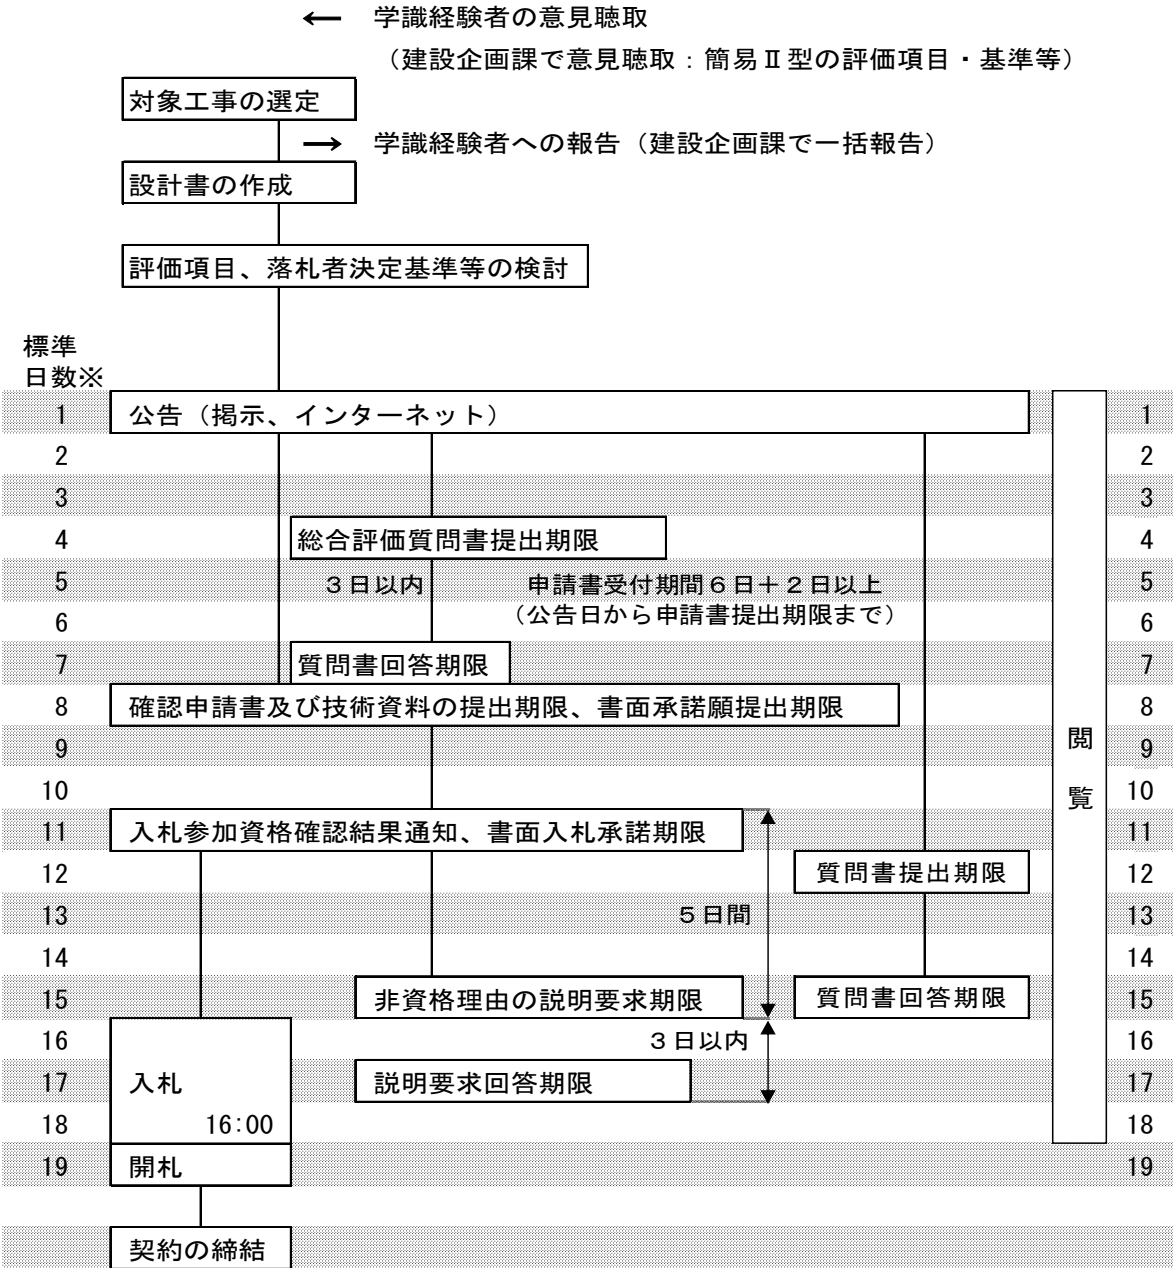 ← 学識経験者の意見聴取
(建設企画課で意見聴取:簡易Ⅱ型の評価項目・基準等)
対象工事の選定
→ 学識経験者への報告(建設企画課で一括報告)
設計書の作成
評価項目、落札者決定基準等の検討
標準
日数※
1 公告(掲示、インターネット) 1
2 2
3 3
4 総合評価質問書提出期限 4
5 3日以内 申請書受付期間6日+2日以上 5
6 (公告日から申請書提出期限まで) 6
7 質問書回答期限 7
8 確認申請書及び技術資料の提出期限、書面承諾願提出期限 8
9 9
閲覧
10 10
11 入札参加資格確認結果通知、書面入札承諾期限 11
12 質問書提出期限 12
13 5日間 13
14 14
15 非資格理由の説明要求期限 質問書回答期限 15
16 3日以内 16
17 入札 説明要求回答期限 17
18 16:00 18
19 開札 19
契約の締結